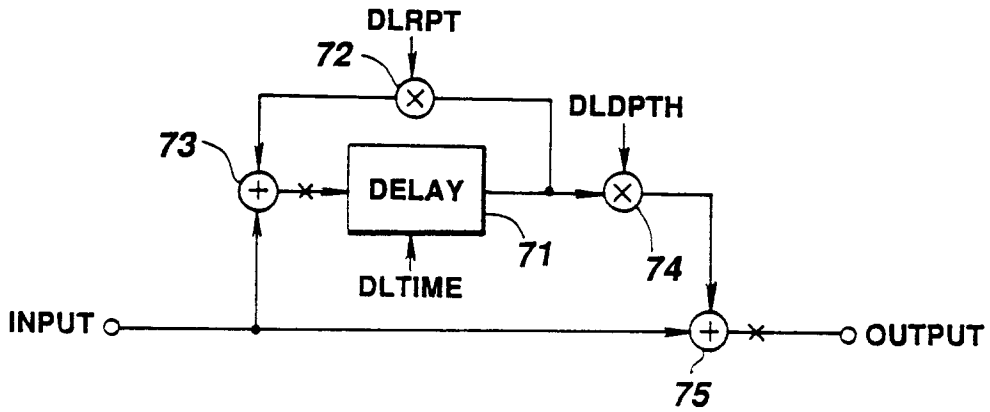 DLRPT
72
DLDPTH
73
DELAY
71
74
DLTIME
INPUT
OUTPUT
75